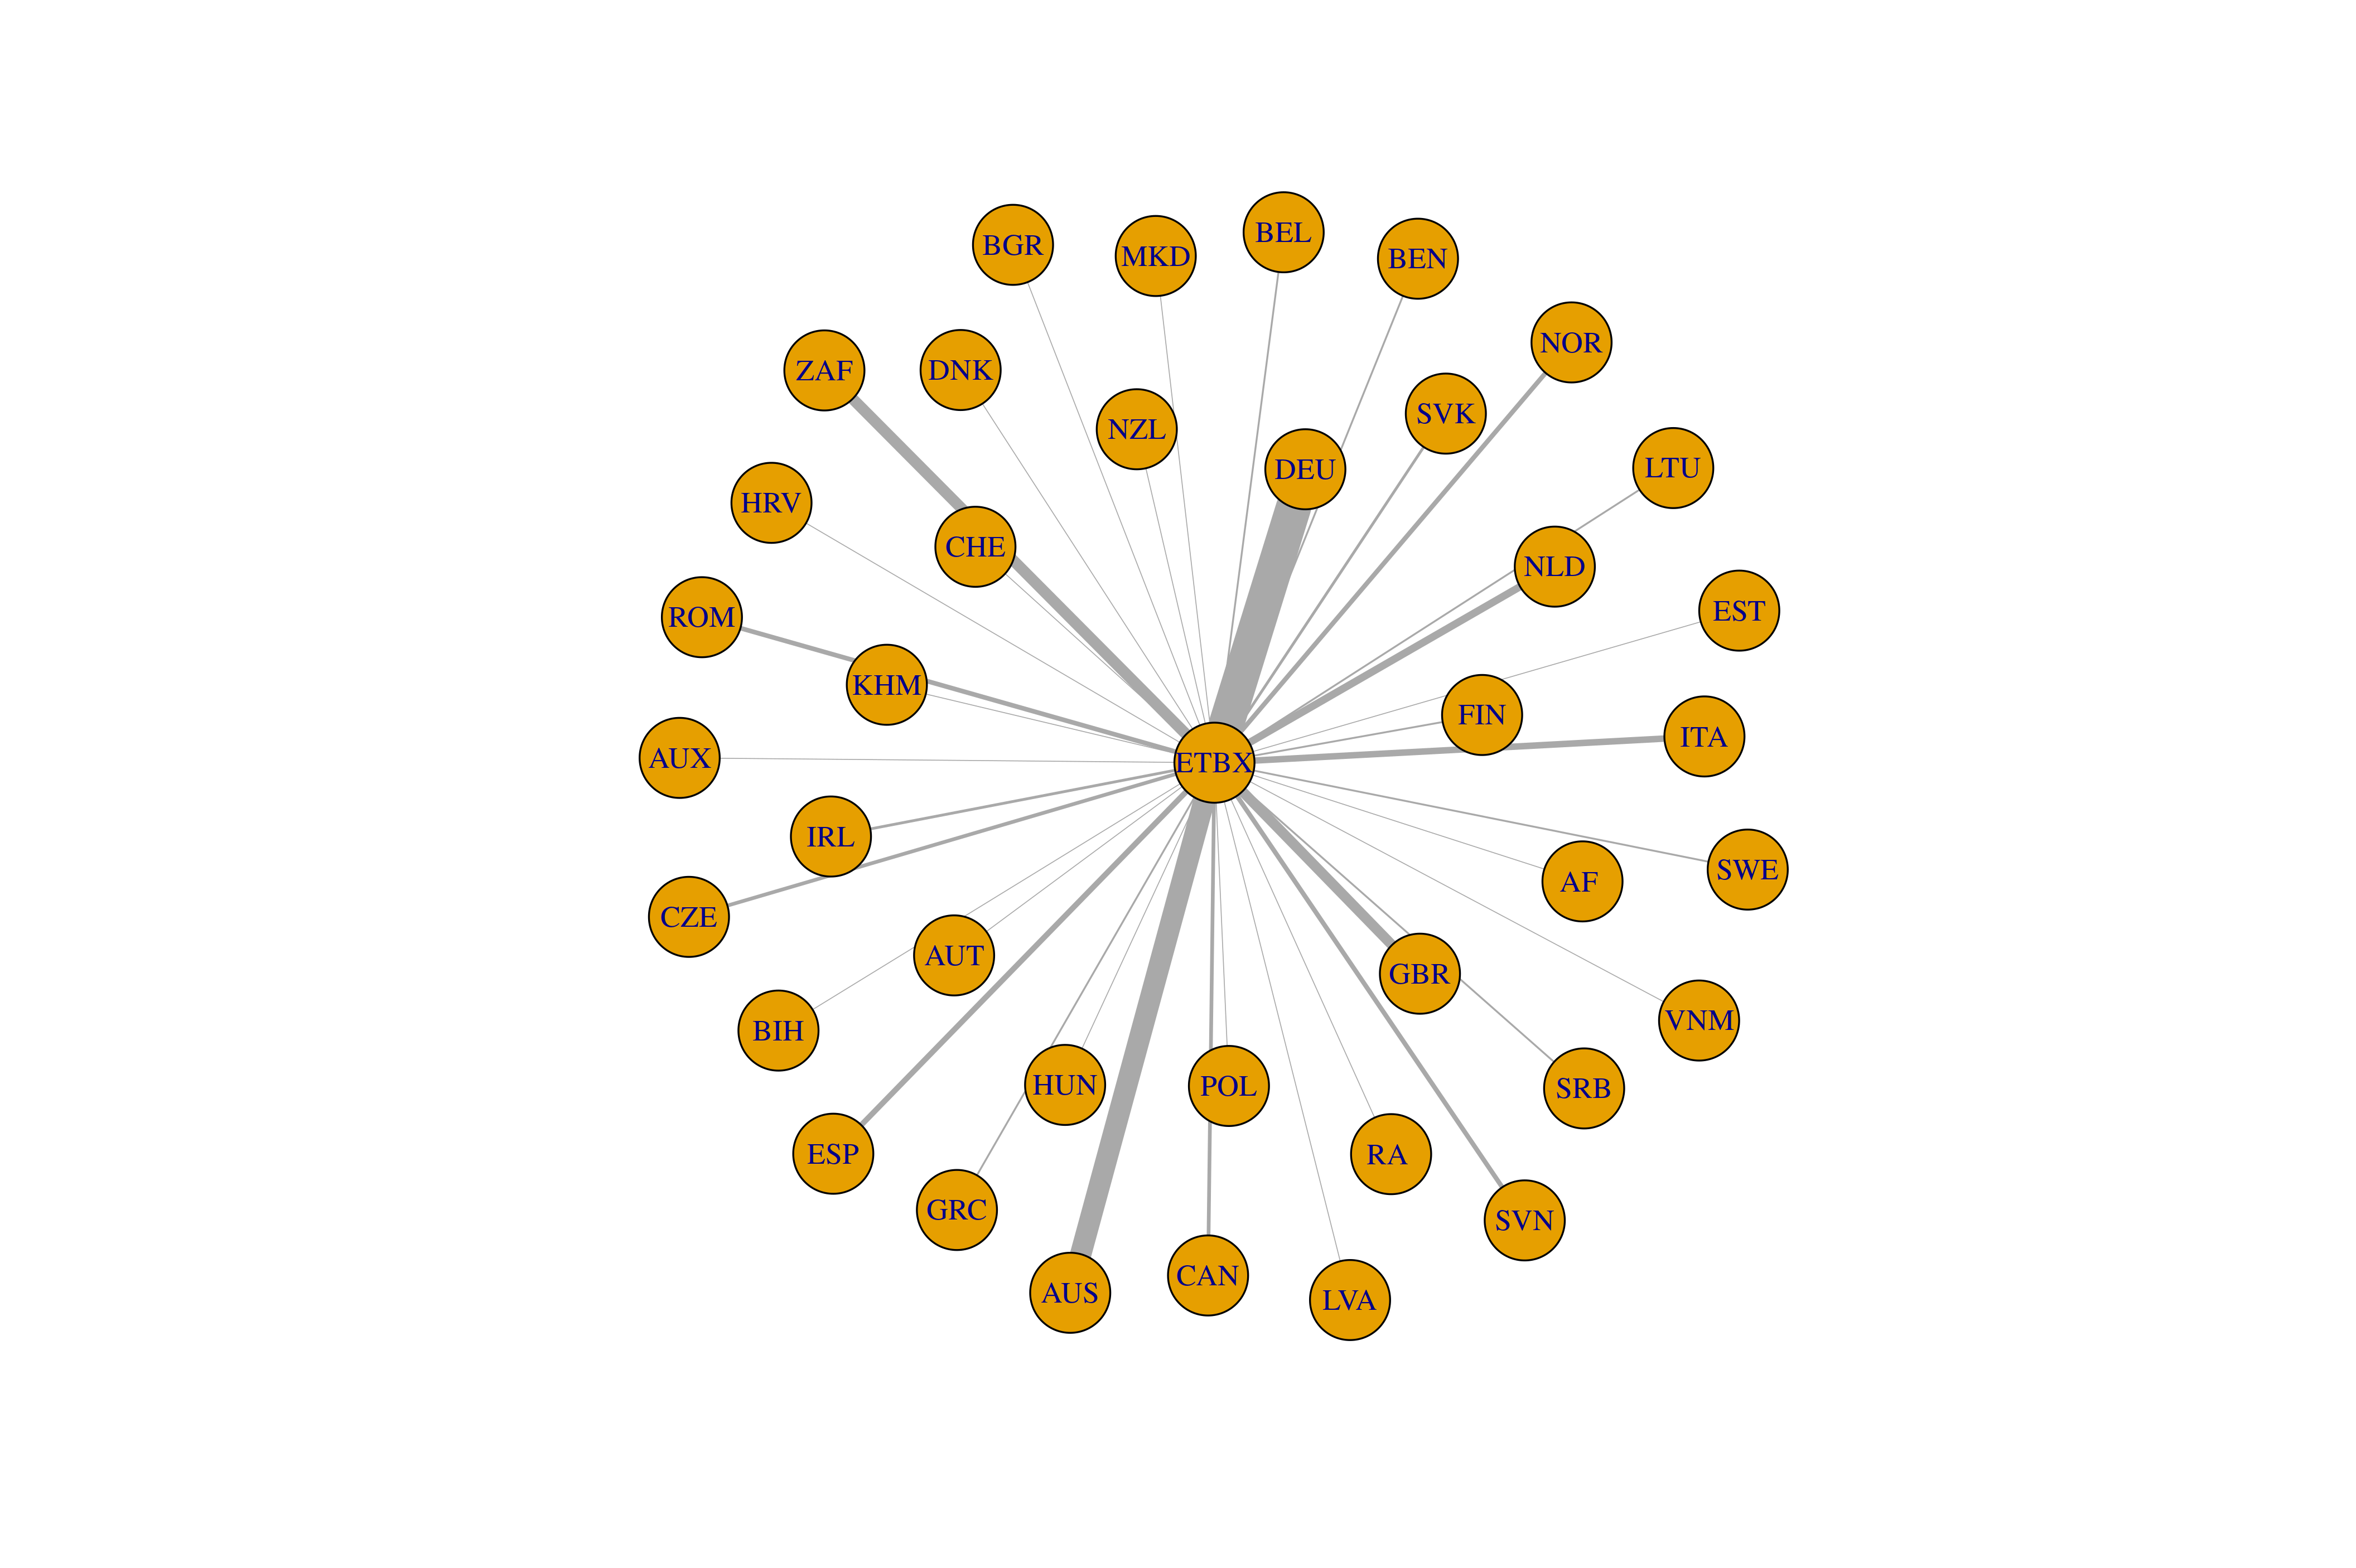 BEL
BGR
MKD
BEN
NOR
ZAF
DNK
SVK
NZL
DEU
LTU
HRV
CHE
NLD
EST
ROM
KHM
FIN
ITA
AUX
ETBX
IRL
SWE
AF
CZE
AUT
GBR
VNM
BIH
HUN
POL
SRB
ESP
RA
GRC
SVN
CAN
AUS
LVA